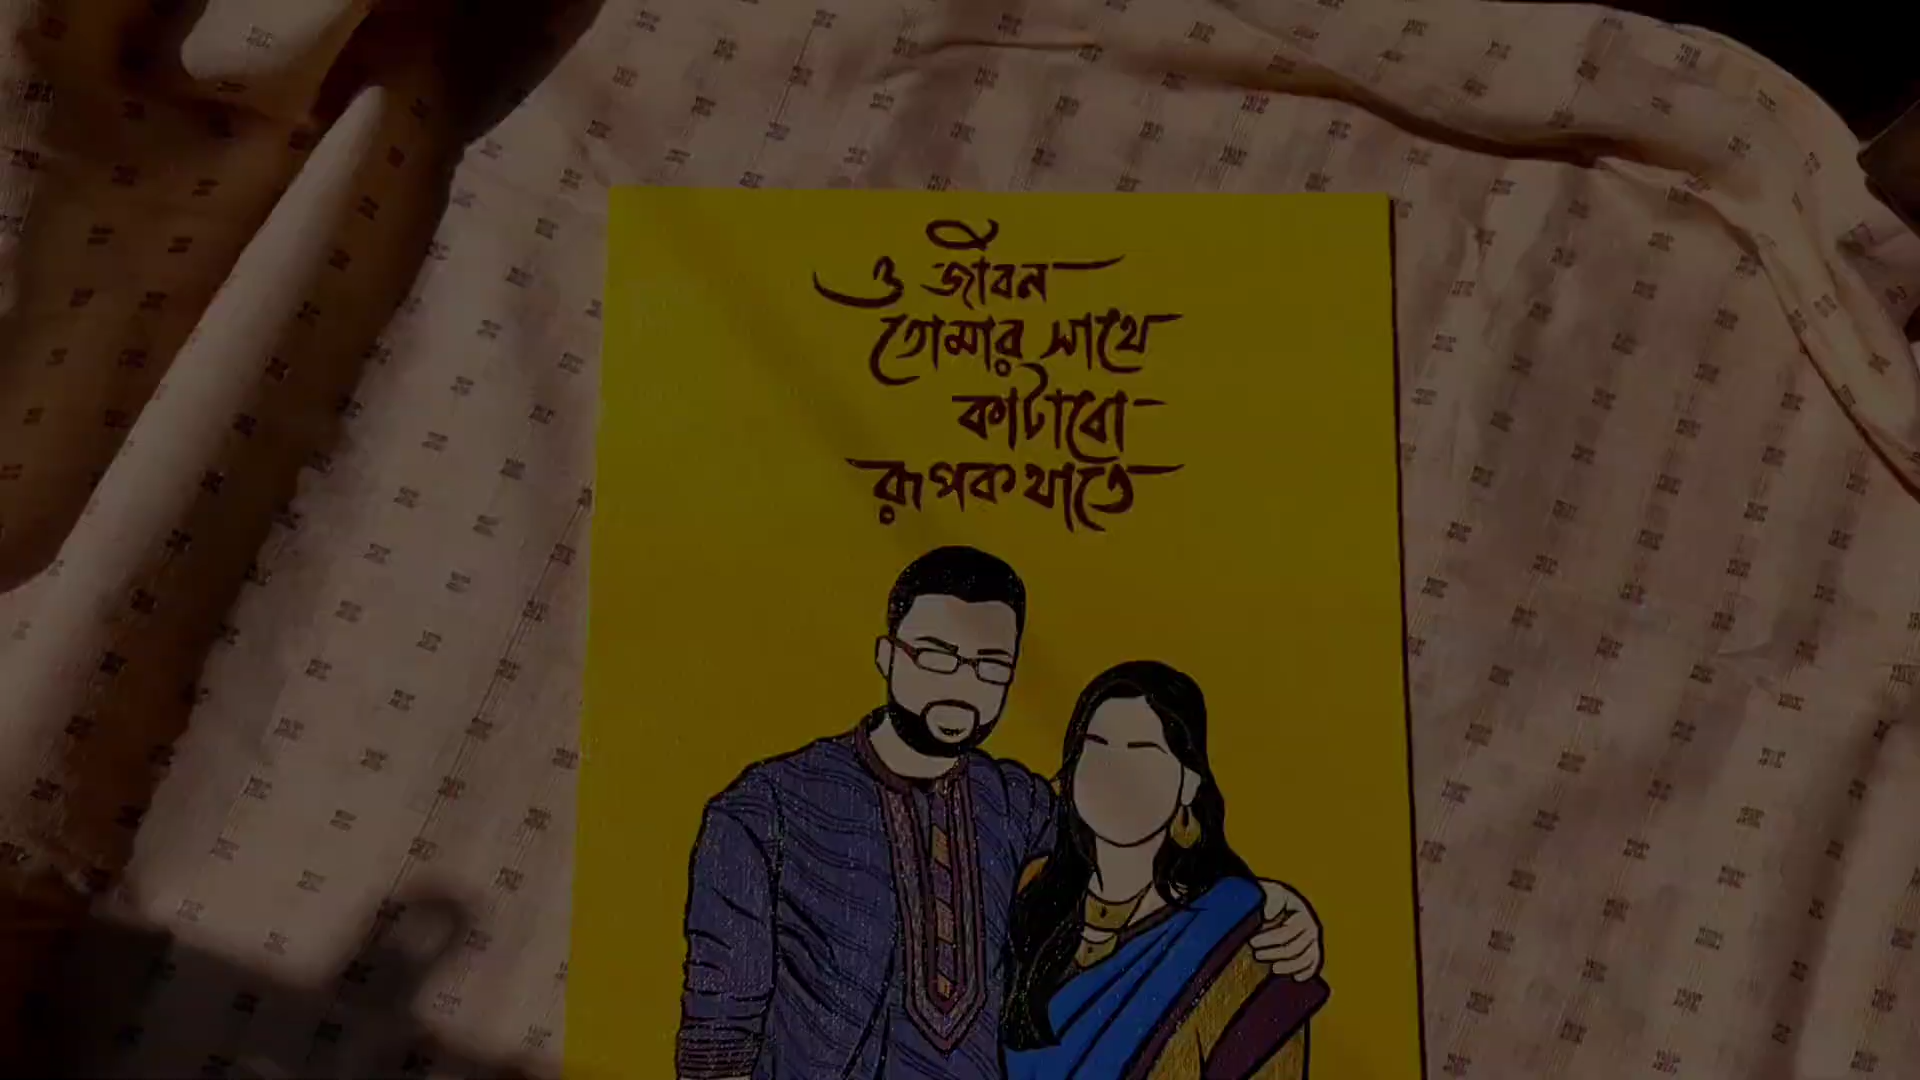 ও জীবন
তোমার সাথে
কাটাবো
রূপকথাতে